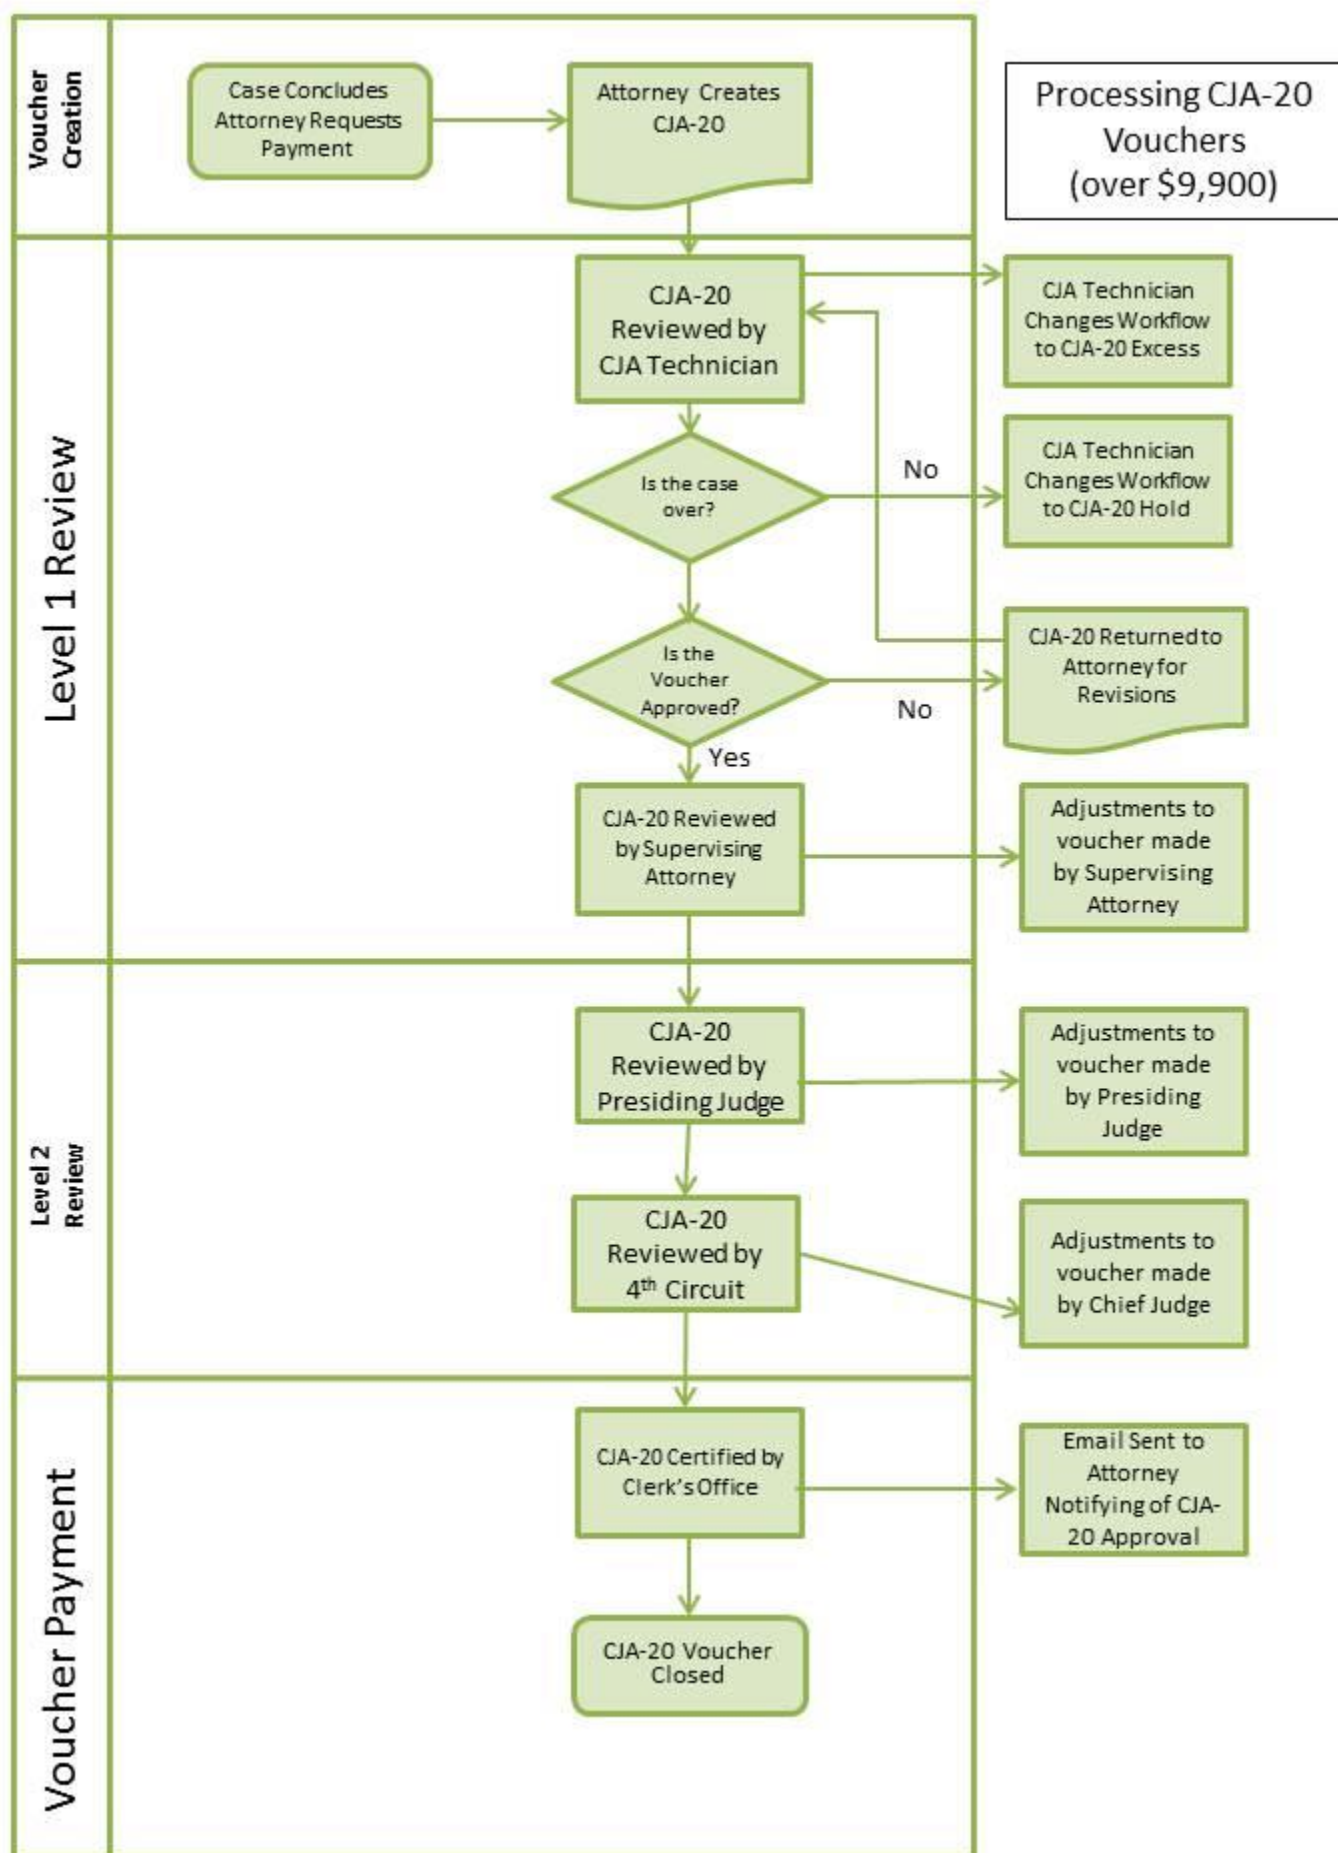 Voucher
Creation
Case Concludes
Attorney Requests
Payment
Attorney Creates
CJA-20
Processing CJA-20
Vouchers
(over $9,900)
Level 1 Review
CJA-20
Reviewed by
CJA Technician
CJA Technician
Changes Workflow
to CJA-20 Excess
Is the case
over?
No
CJA Technician
Changes Workflow
to CJA-20 Hold
Is the
Voucher
Approved?
No
CJA-20 Returned to
Attorney for
Revisions
Yes
CJA-20 Reviewed
by Supervising
Attorney
Adjustments to
voucher made
by Supervising
Attorney
Level 2
Review
CJA-20
Reviewed by
Presiding Judge
Adjustments to
voucher made
by Presiding
Judge
CJA-20
Reviewed by
4th Circuit
Adjustments to
voucher made
by Chief Judge
Voucher Payment
CJA-20 Certified by
Clerk's Office
Email Sent to
Attorney
Notifying of CJA-
20 Approval
CJA-20 Voucher
Closed